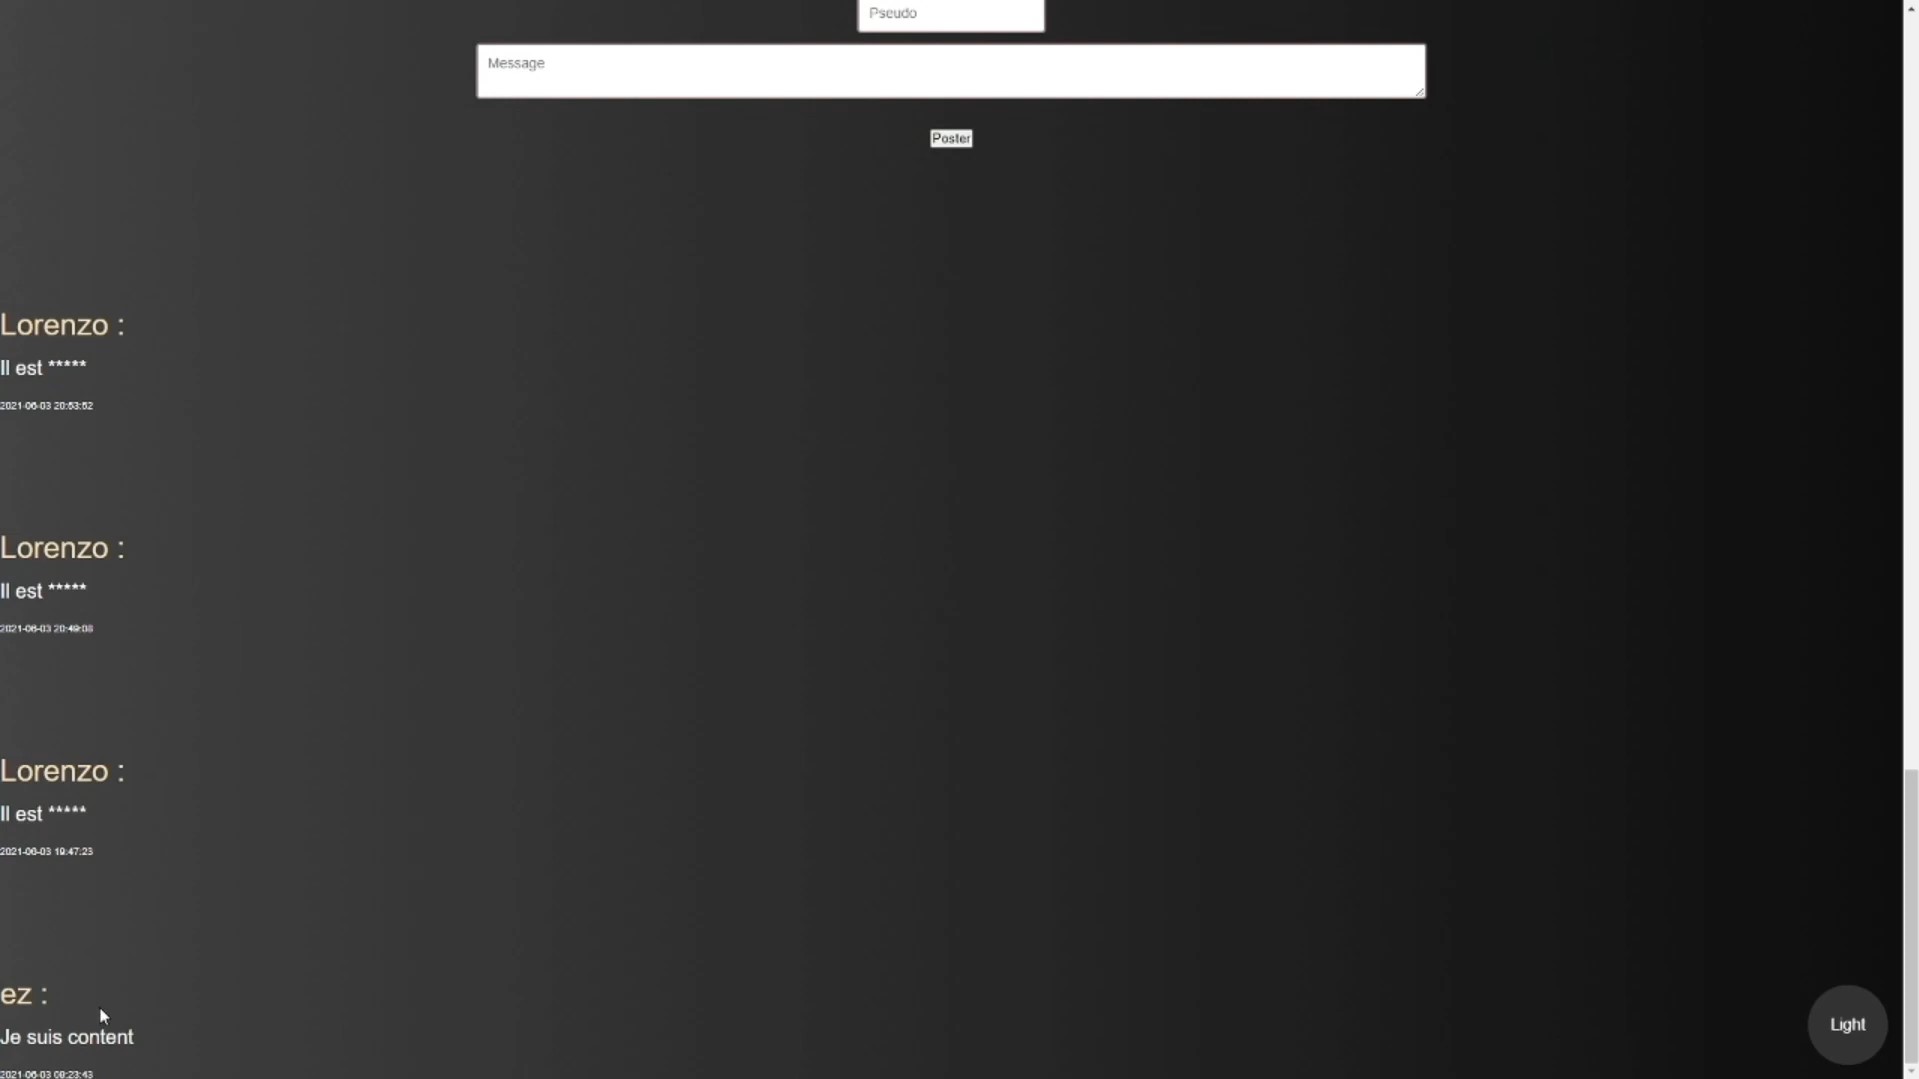 Pseudo
Message
Poster
Lorenzo :
Il est *****
2021-06-03 20:53:52
Lorenzo :
Il est *****
2021-06-03 20:49:08
Lorenzo :
Il est *****
2021-06-03 19:47:23
ez :
Je suis content
2021-06-03 09:23:43
Light